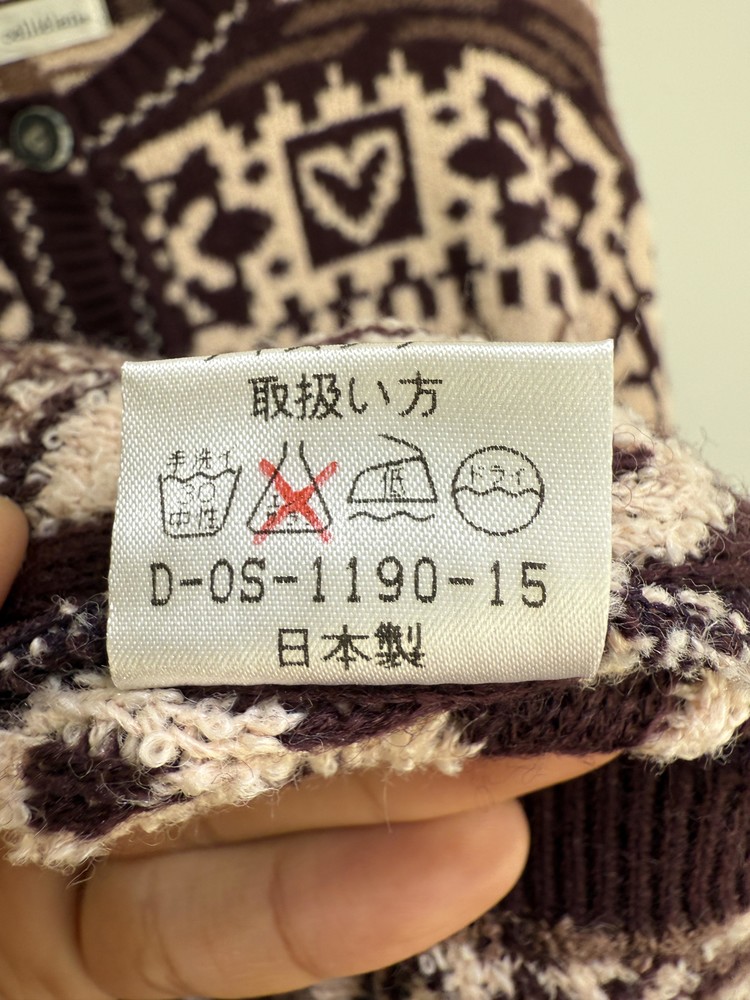 取扱い方
手洗イ
30
中性
低
ドライ
D-OS-1190-15
日本製